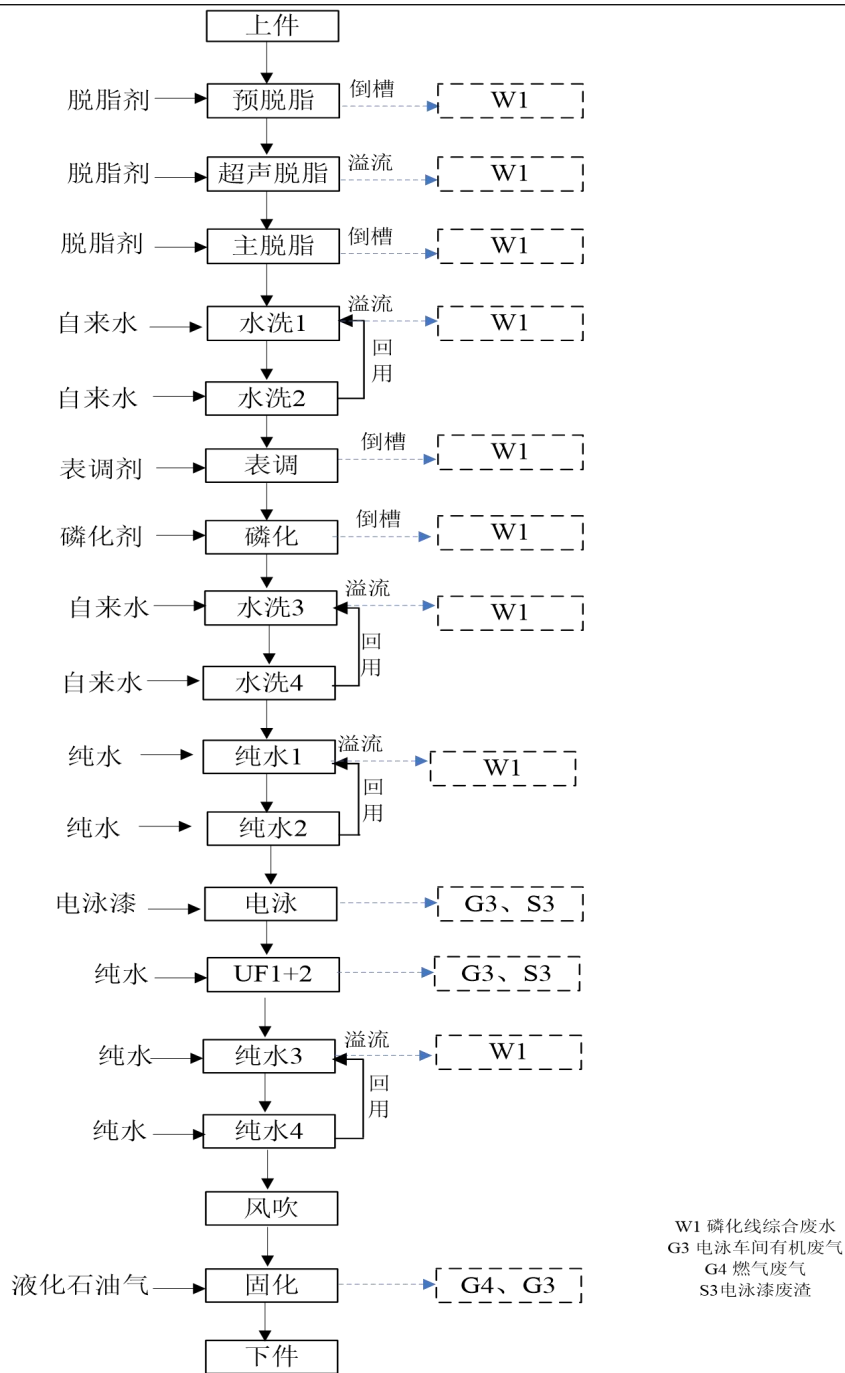 上件
脱脂剂 预脱脂 倒槽 W1
脱脂剂 超声脱脂 溢流 W1
脱脂剂 主脱脂 倒槽 W1
自来水 水洗1 溢流 W1
回用
自来水 水洗2
表调剂 表调 倒槽 W1
磷化剂 磷化 倒槽 W1
自来水 水洗3 溢流 W1
回用
自来水 水洗4
纯水 纯水1 溢流 W1
回用
纯水 纯水2
电泳漆 电泳 G3、S3
纯水 UF1+2 G3、S3
纯水 纯水3 溢流 W1
回用
纯水 纯水4
风吹
液化石油气 固化 G4、G3
下件
W1 磷化线综合废水
G3 电泳车间有机废气
G4 燃气废气
S3电泳漆废渣